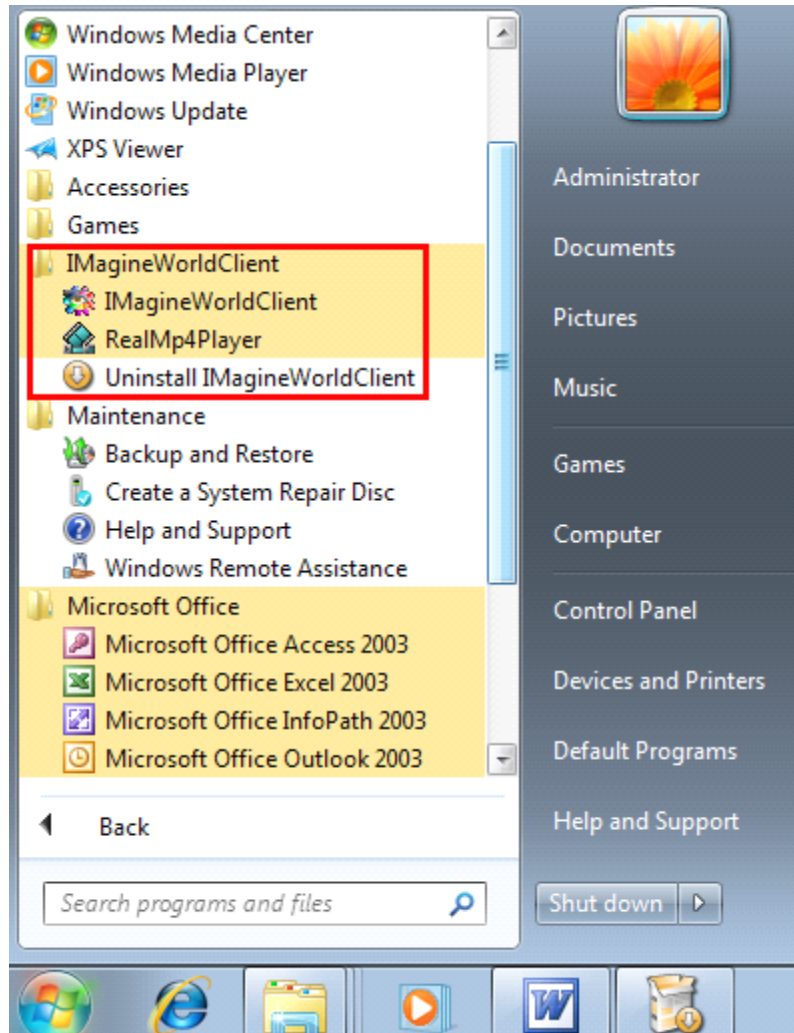 Windows Media Center
Windows Media Player
Windows Update
XPS Viewer
Accessories
Games
IMagineWorldClient
IMagineWorldClient
RealMp4Player
Uninstall IMagineWorldClient
Maintenance
Backup and Restore
Create a System Repair Disc
Help and Support
Windows Remote Assistance
Microsoft Office
Microsoft Office Access 2003
Microsoft Office Excel 2003
Microsoft Office InfoPath 2003
Microsoft Office Outlook 2003
Back
Search programs and files
Administrator
Documents
Pictures
Music
Games
Computer
Control Panel
Devices and Printers
Default Programs
Help and Support
Shut down